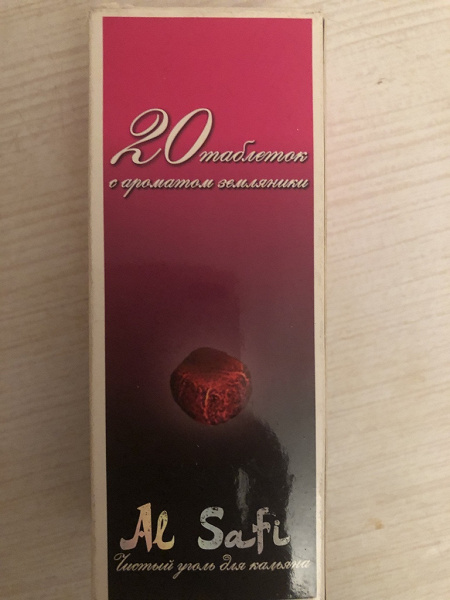 20 таблеток
с ароматом земляники
Al Safi
Чистый уголь для кальяна